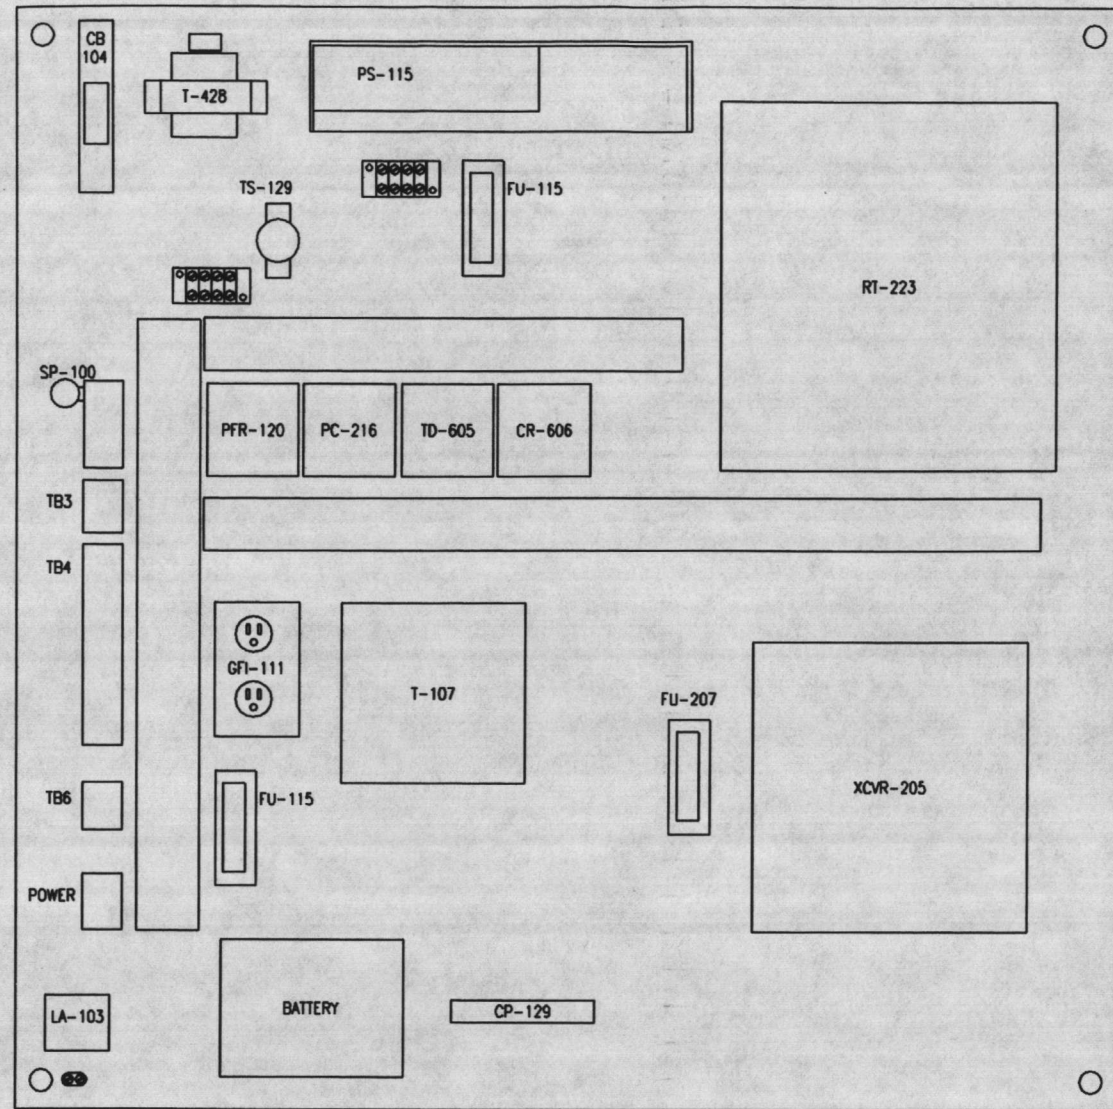 CB
104
T-428
PS-115
TS-129
FU-115
RT-223
SP-100
PFR-120
PC-216
TD-605
CR-606
TB3
TB4
GFI-111
T-107
FU-207
TB6
FU-115
XCVR-205
POWER
LA-103
BATTERY
CP-129